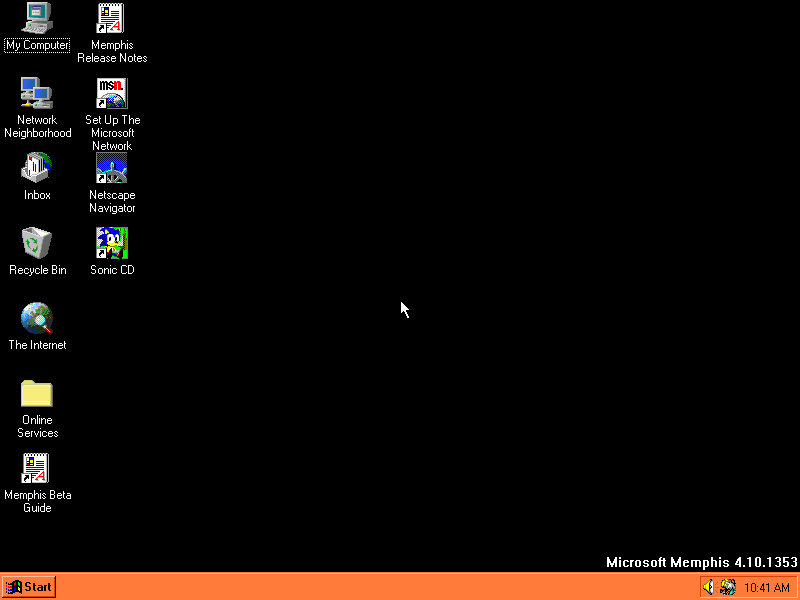 My Computer
Memphis
Release Notes
Network
Neighborhood
msn.
Set Up The
Microsoft
Network
Inbox
Netscape
Navigator
Recycle Bin
Sonic CD
The Internet
Online
Services
Memphis Beta
Guide
Microsoft Memphis 4.10.1353
Start
10:41 AM